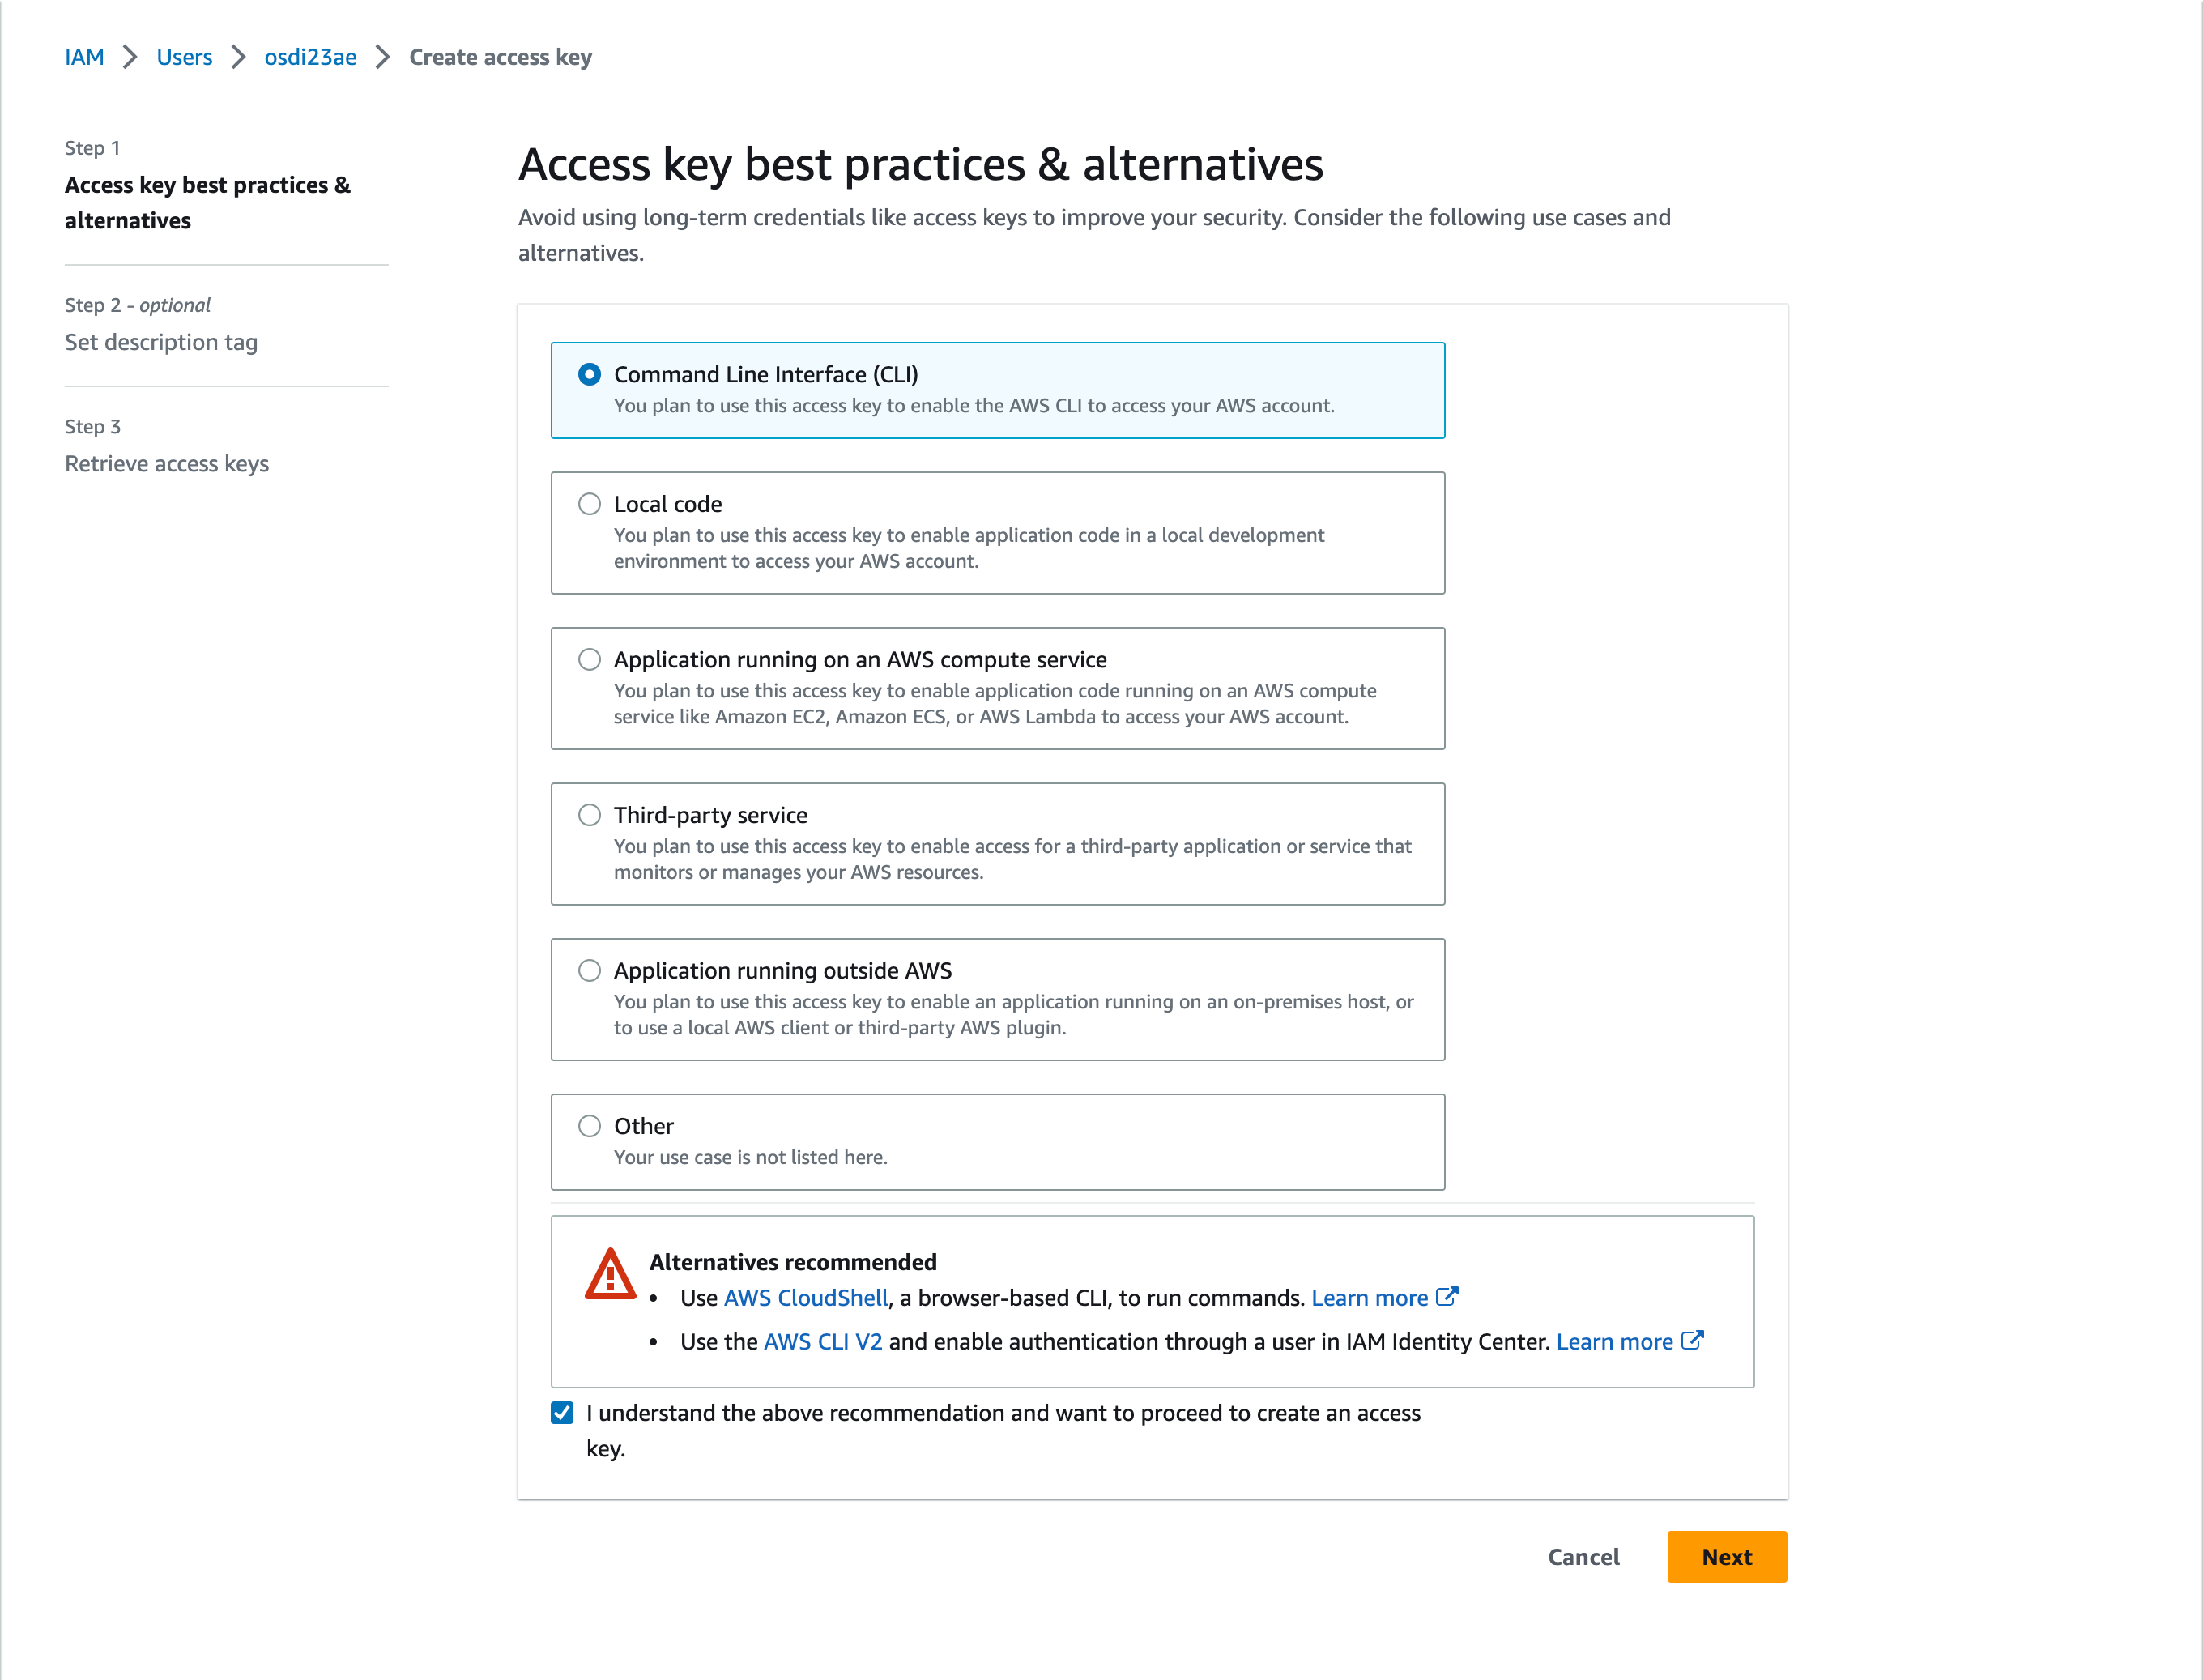 IAM > Users > osdi23ae > Create access key
Step 1
Access key best practices &
alternatives
Step 2 - optional
Set description tag
Step 3
Retrieve access keys
Access key best practices & alternatives
Avoid using long-term credentials like access keys to improve your security. Consider the following use cases and
alternatives.
Command Line Interface (CLI)
You plan to use this access key to enable the AWS CLI to access your AWS account.
Local code
You plan to use this access key to enable application code in a local development
environment to access your AWS account.
Application running on an AWS compute service
You plan to use this access key to enable application code running on an AWS compute
service like Amazon EC2, Amazon ECS, or AWS Lambda to access your AWS account.
Third-party service
You plan to use this access key to enable access for a third-party application or service that
monitors or manages your AWS resources.
Application running outside AWS
You plan to use this access key to enable an application running on an on-premises host, or
to use a local AWS client or third-party AWS plugin.
Other
Your use case is not listed here.
Alternatives recommended
• Use AWS CloudShell, a browser-based CLI, to run commands. Learn more
• Use the AWS CLI V2 and enable authentication through a user in IAM Identity Center. Learn more
I understand the above recommendation and want to proceed to create an access
key.
Cancel
Next